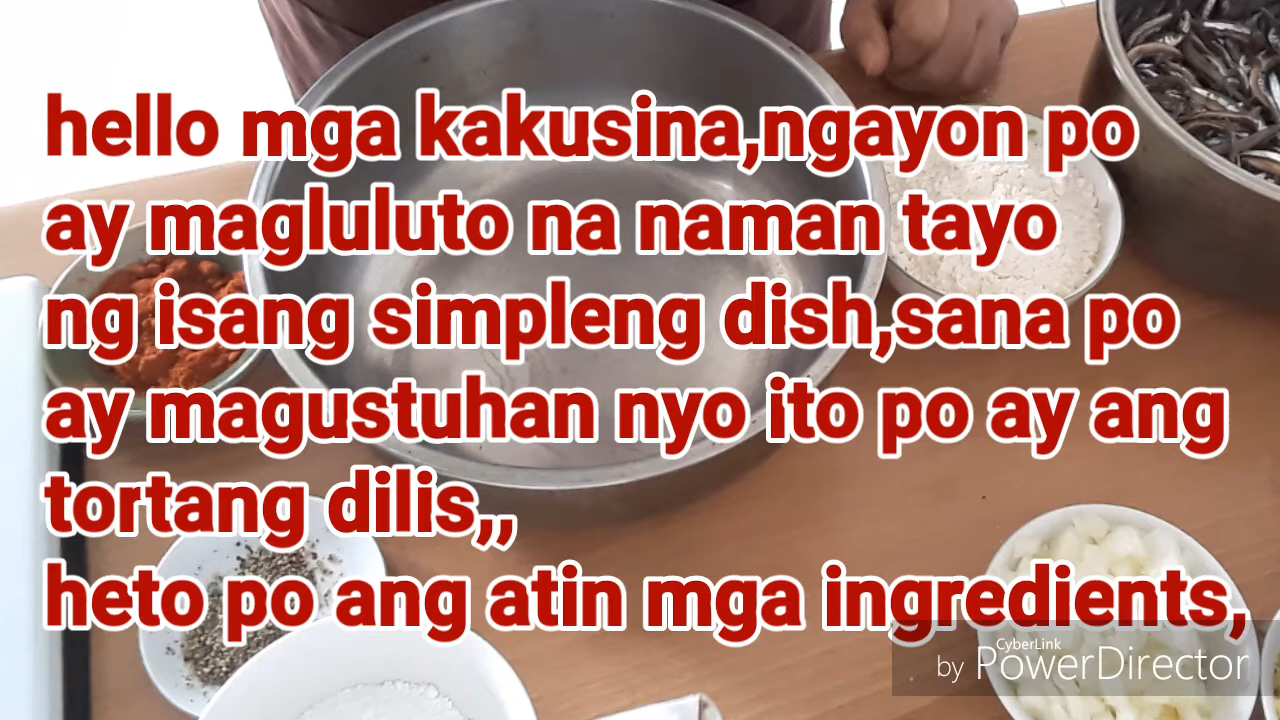 hello mga kakusina,ngayon po
ay magluluto na naman tayo
ng isang simpleng dish,sana po
ay magustuhan nyo ito po ay ang
tortang dilis,,
heto po ang atin mga ingredients,
CyberLink
by PowerDirector